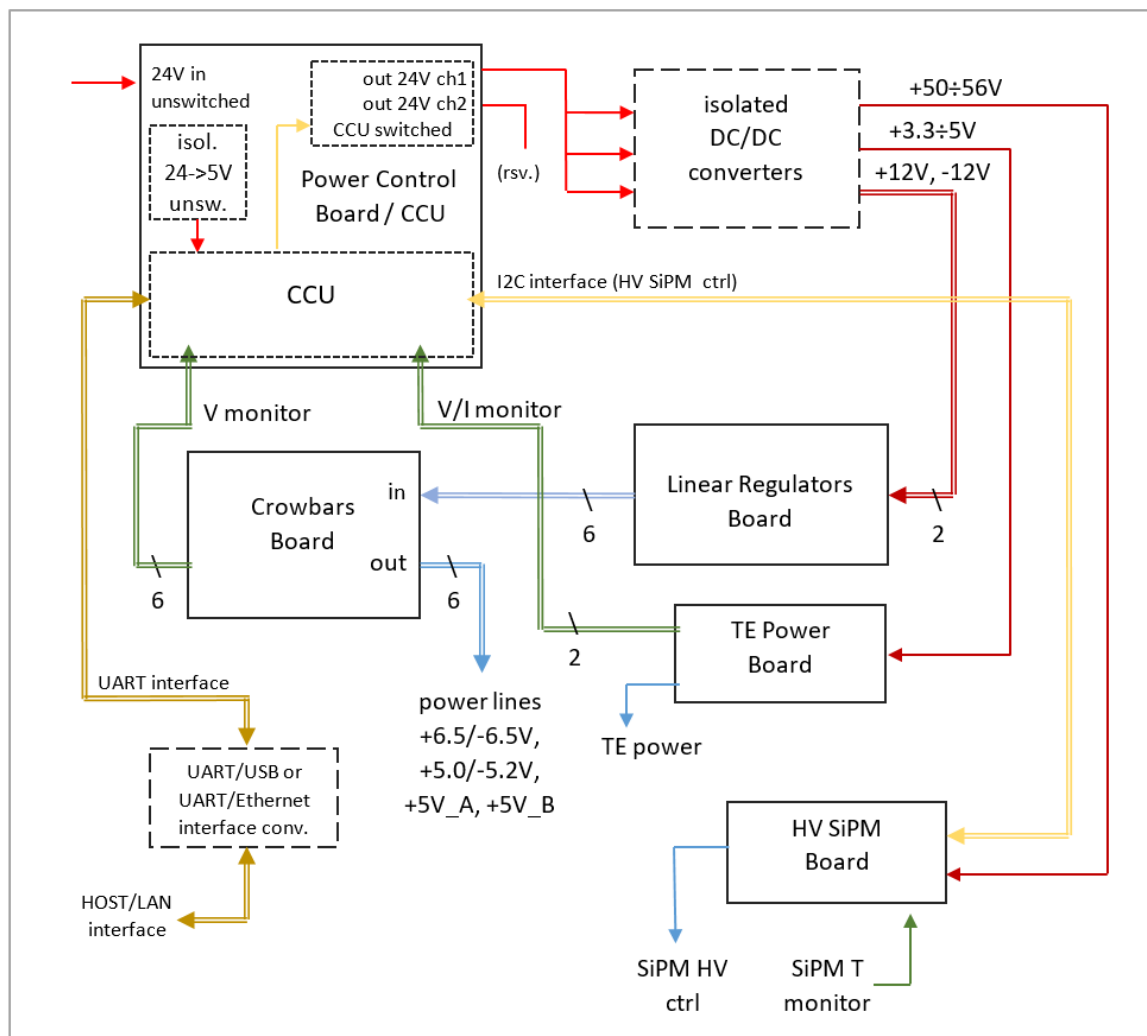 24V in
unswitched
out 24V ch1
out 24V ch2
CCU switched
isol.
24->5V
unsw.
Power Control
Board / CCU
(rsv.)
isolated
DC/DC
converters
+50÷56V
+3.3÷5V
+12V, -12V
CCU
I2C interface (HV SiPM ctrl)
V monitor
V/I monitor
Crowbars
Board
in
out
6
6
6
Linear Regulators
Board
2
TE Power
Board
2
TE power
UART interface
power lines
+6.5/-6.5V,
+5.0/-5.2V,
+5V_A, +5V_B
UART/USB or
UART/Ethernet
interface conv.
HOST/LAN
interface
HV SiPM
Board
SiPM HV
ctrl
SiPM T
monitor